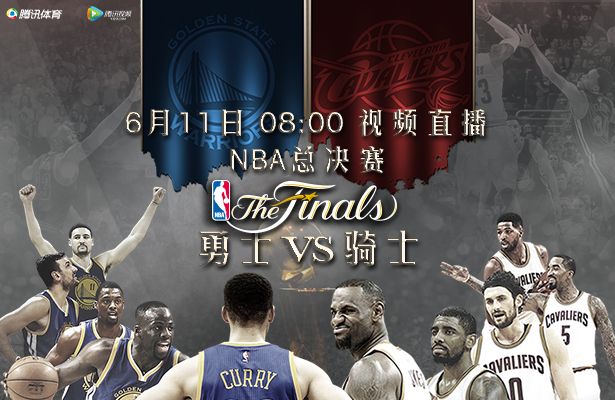 腾讯体育 腾讯视频
GOLDEN STATE
WARRIORS
CLEVELAND
CAVALIERS
6月11日 08:00 视频直播
NBA总决赛
NBA The Finals
勇士VS骑士
11
CURRY
CAVALIERS
5
CAVALIERS
0